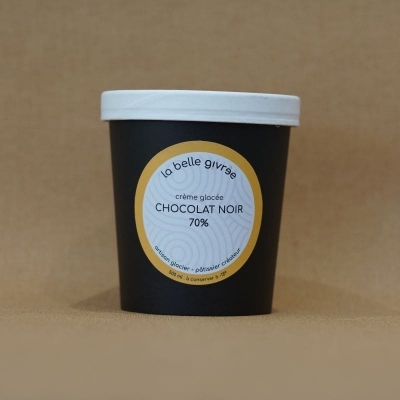 la belle givrée
crème glacée
CHOCOLAT NOIR
70%
artisan glacier - pâtissier créateur
500 ml - à conserver à -18°